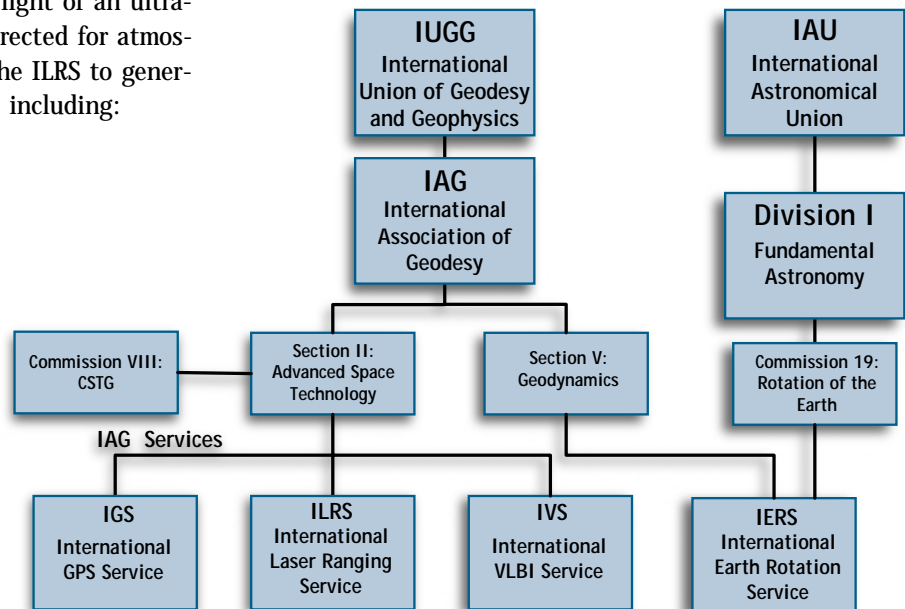 light of an ultra-
rected for atmos-
he ILRS to gener-
including:
IUGG
International
Union of Geodesy
and Geophysics
IAU
International
Astronomical
Union
IAG
International
Association of
Geodesy
Division I
Fundamental
Astronomy
Commission VIII:
CSTG
Section II:
Advanced Space
Technology
Section V:
Geodynamics
Commission 19:
Rotation of the
Earth
IAG Services
IGS
International
GPS Service
ILRS
International
Laser Ranging
Service
IVS
International
VLBI Service
IERS
International
Earth Rotation
Service